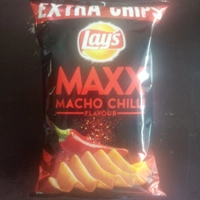 EXTRA CHIPS
Lay's
MAXX
MACHO CHILLI
FLAVOUR